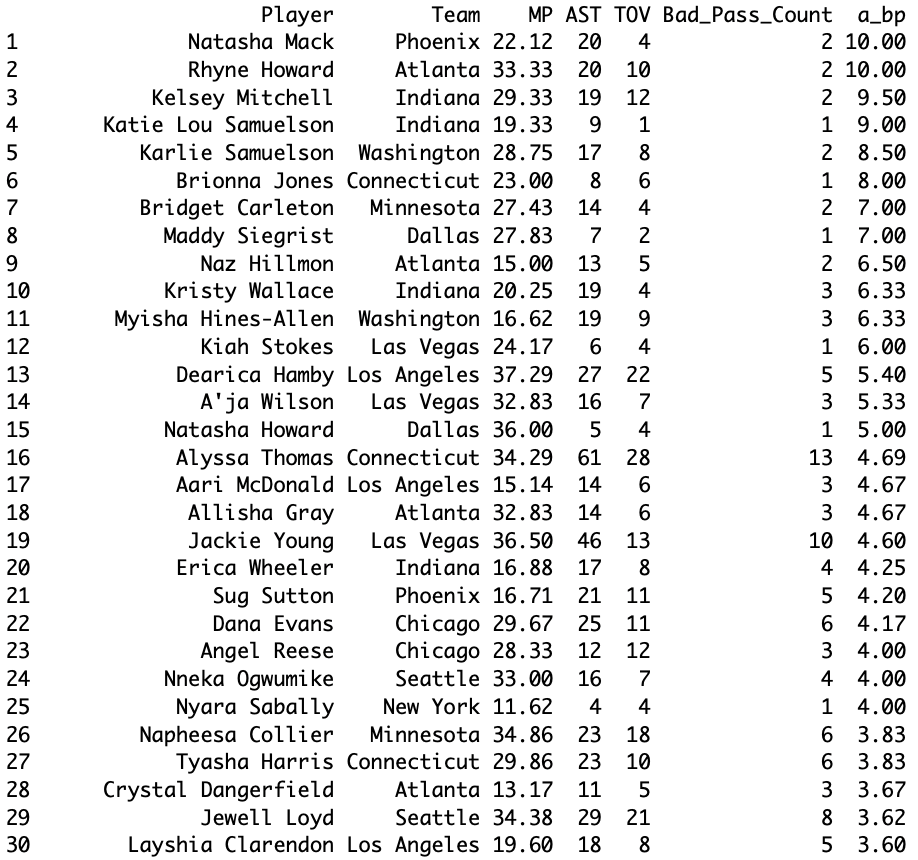 Player Team MP AST TOV Bad_Pass_Count a_bp
1 Natasha Mack Phoenix 22.12 20 4 2 10.00
2 Rhyne Howard Atlanta 33.33 20 10 2 10.00
3 Kelsey Mitchell Indiana 29.33 19 12 2 9.50
4 Katie Lou Samuelson Indiana 19.33 9 1 1 9.00
5 Karlie Samuelson Washington 28.75 17 8 2 8.50
6 Brionna Jones Connecticut 23.00 8 6 1 8.00
7 Bridget Carleton Minnesota 27.43 14 4 2 7.00
8 Maddy Siegrist Dallas 27.83 7 2 1 7.00
9 Naz Hillmon Atlanta 15.00 13 5 2 6.50
10 Kristy Wallace Indiana 20.25 19 4 3 6.33
11 Myisha Hines-Allen Washington 16.62 19 9 3 6.33
12 Kiah Stokes Las Vegas 24.17 6 4 1 6.00
13 Dearica Hamby Los Angeles 37.29 27 22 5 5.40
14 A'ja Wilson Las Vegas 32.83 16 7 3 5.33
15 Natasha Howard Dallas 36.00 5 4 1 5.00
16 Alyssa Thomas Connecticut 34.29 61 28 13 4.69
17 Aari McDonald Los Angeles 15.14 14 6 3 4.67
18 Allisha Gray Atlanta 32.83 14 6 3 4.67
19 Jackie Young Las Vegas 36.50 46 13 10 4.60
20 Erica Wheeler Indiana 16.88 17 8 4 4.25
21 Sug Sutton Phoenix 16.71 21 11 5 4.20
22 Dana Evans Chicago 29.67 25 11 6 4.17
23 Angel Reese Chicago 28.33 12 12 3 4.00
24 Nneka Ogwumike Seattle 33.00 16 7 4 4.00
25 Nyara Sabally New York 11.62 4 4 1 4.00
26 Napheesa Collier Minnesota 34.86 23 18 6 3.83
27 Tyasha Harris Connecticut 29.86 23 10 6 3.83
28 Crystal Dangerfield Atlanta 13.17 11 5 3 3.67
29 Jewell Loyd Seattle 34.38 29 21 8 3.62
30 Layshia Clarendon Los Angeles 19.60 18 8 5 3.60